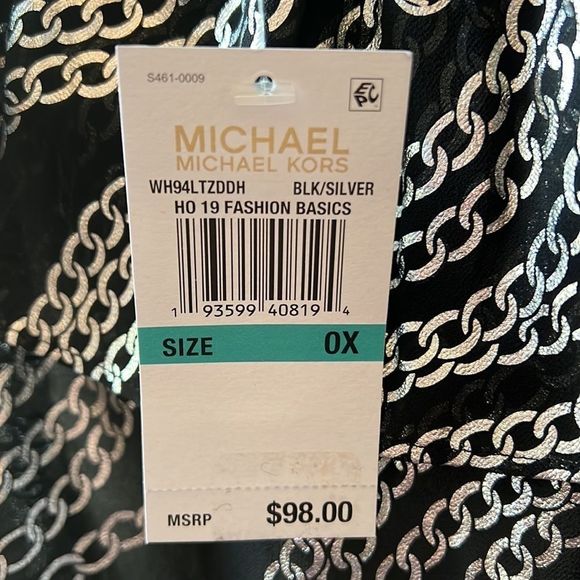 S461-0009
EPC
MICHAEL
MICHAEL KORS
WH94LTZDDH BLK/SILVER
HO 19 FASHION BASICS
1 93599 40819 4
SIZE 0X
MSRP $98.00